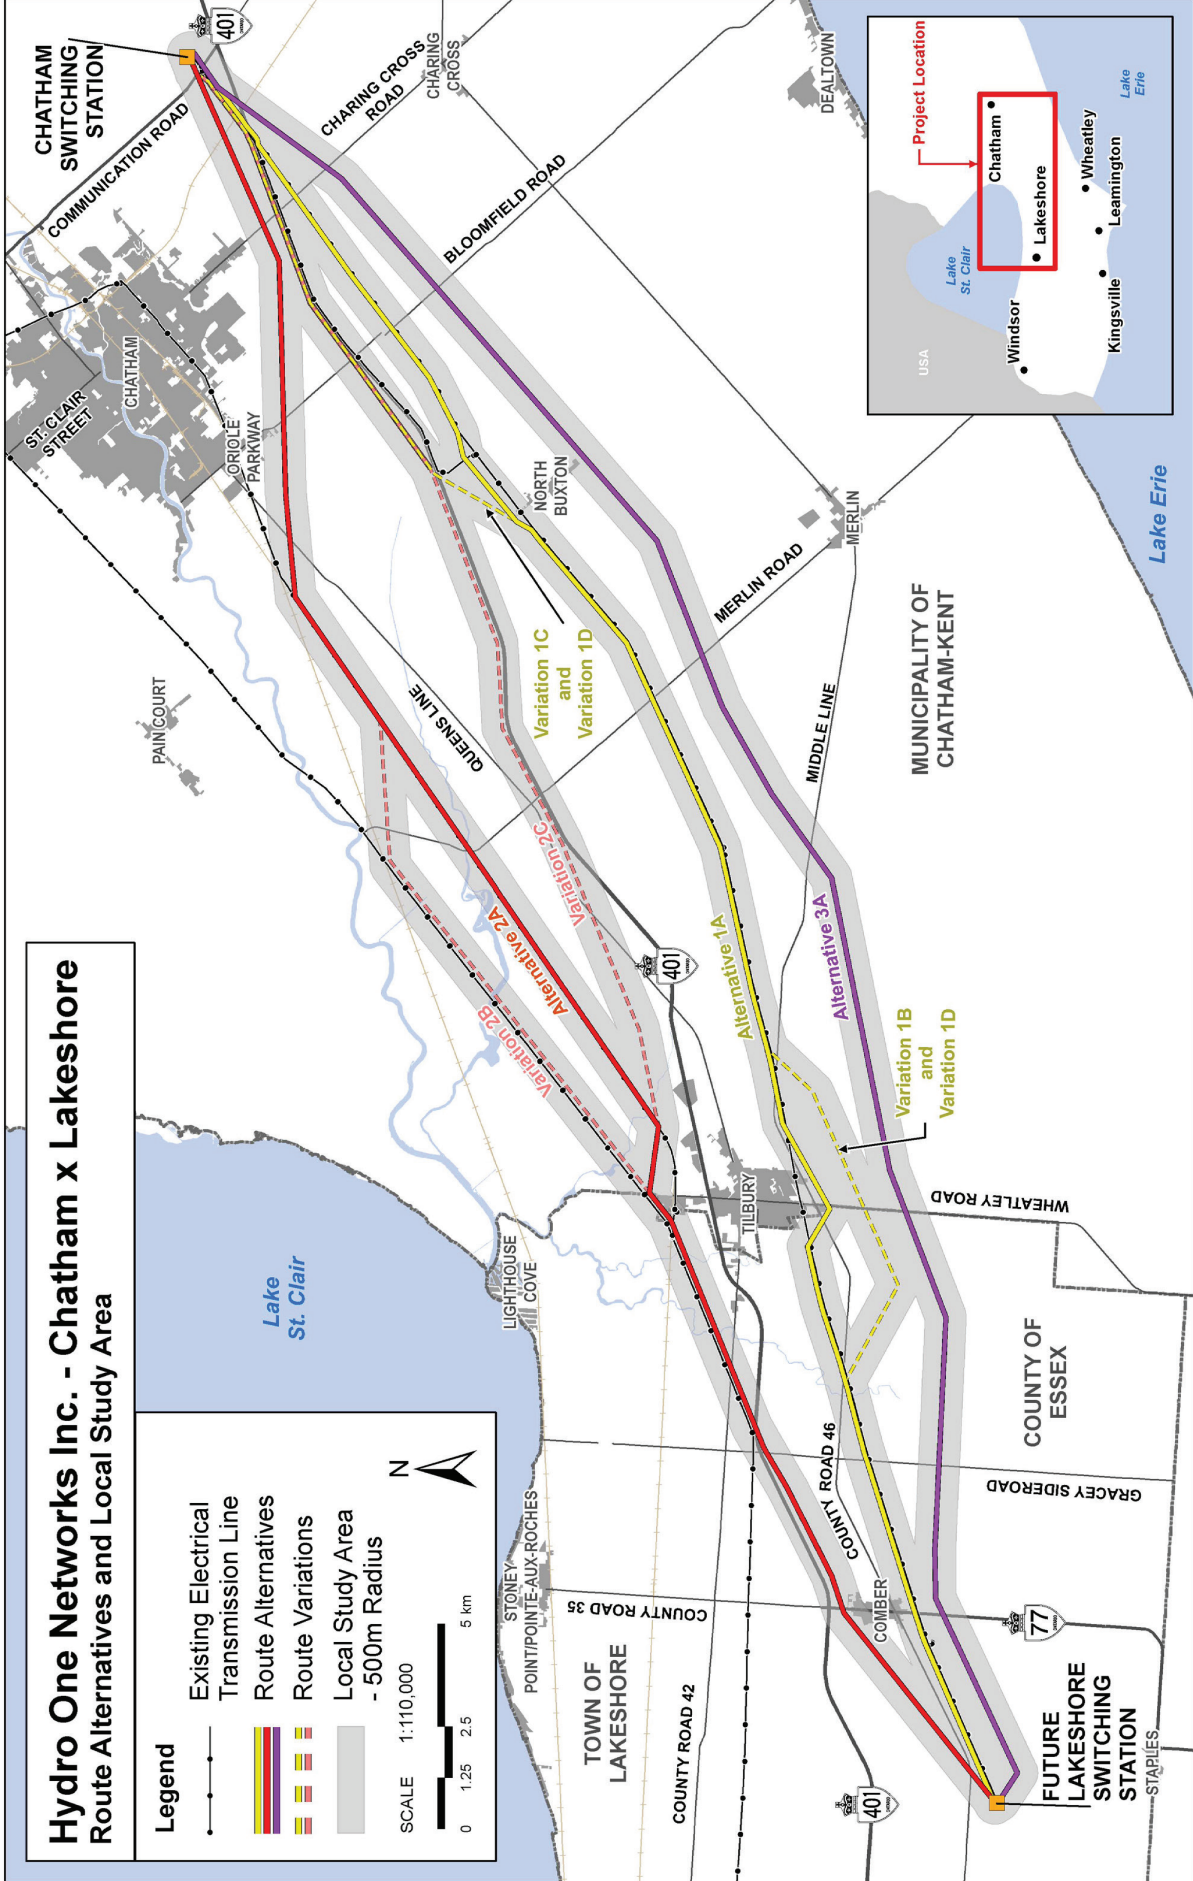 Hydro One Networks Inc. - Chatham x Lakeshore
Route Alternatives and Local Study Area
Legend
Existing Electrical
Transmission Line
Route Alternatives
Route Variations
Local Study Area
- 500m Radius
SCALE 1:110,000
0 1.25 2.5 5 km
N
Lake
St. Clair
LIGHTHOUSE
COVE
STONEY
POINT/POINTE-AUX-ROCHES
TOWN OF
LAKESHORE
COUNTY ROAD 42
COUNTY ROAD 35
401
FUTURE
LAKESHORE
SWITCHING
STATION
STAPLES
77
COMBER
COUNTY ROAD 46
GRACEY SIDEROAD
COUNTY OF
ESSEX
WHEATLEY ROAD
TILBURY
Variation 1B
and
Variation 1D
Alternative 3A
Alternative 1A
401
Variation 2B
Alternative 2A
Variation 2C
PAIN COURT
QUEENS LINE
MIDDLE LINE
MUNICIPALITY OF
CHATHAM-KENT
Variation 1C
and
Variation 1D
MERLIN ROAD
MERLIN
NORTH
BUXTON
ORIOLE
PARKWAY
ST. CLAIR
STREET
CHATHAM
COMMUNICATION ROAD
CHATHAM
SWITCHING
STATION
401
CHARING CROSS
ROAD
CHARING
CROSS
BLOOMFIELD ROAD
DEALTOWN
Lake Erie
Project Location
Chatham
Lakeshore
Lake
St. Clair
Windsor
USA
Kingsville
Leamington
Wheatley
Lake
Erie